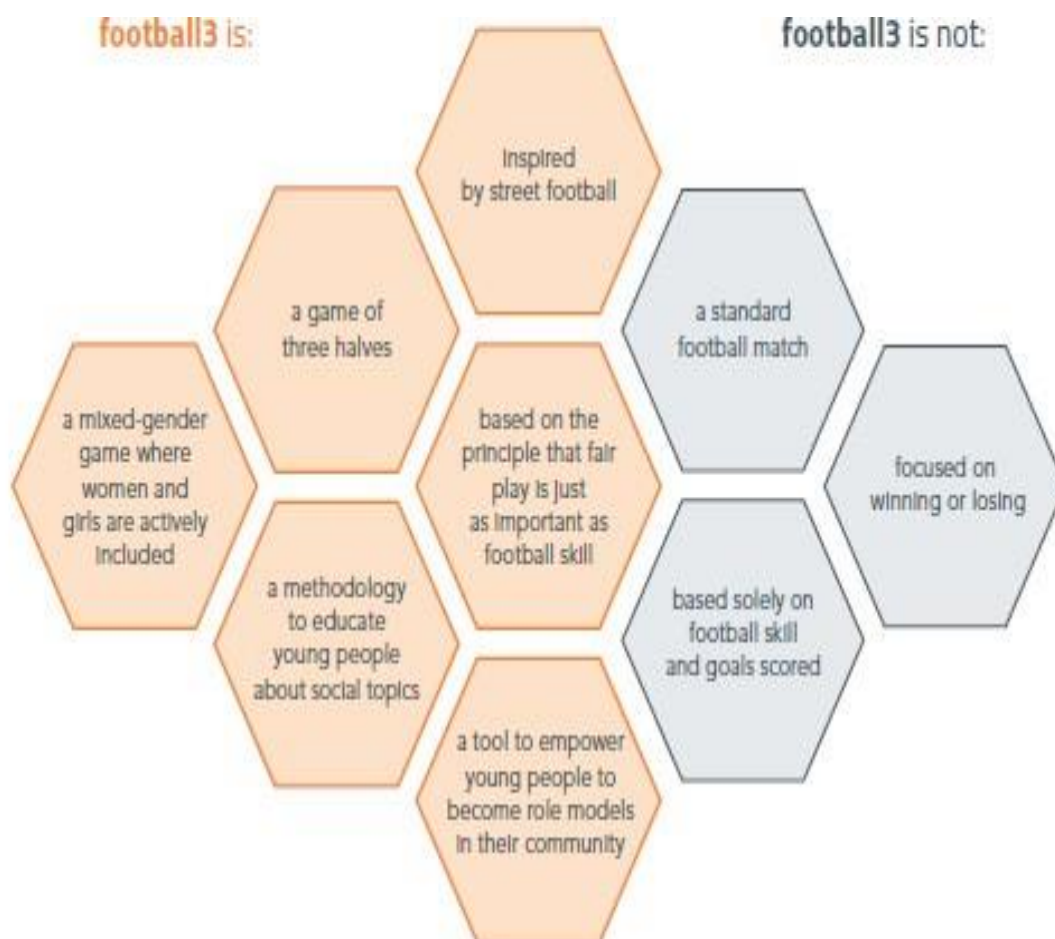 football3 is:
football3 is not:
inspired
by street football
a game of
three halves
a standard
football match
a mixed-gender
game where
women and
girls are actively
included
based on the
principle that fair
play is just
as important as
football skill
focused on
winning or losing
a methodology
to educate
young people
about social topics
based solely on
football skill
and goals scored
a tool to empower
young people to
become role models
in their community